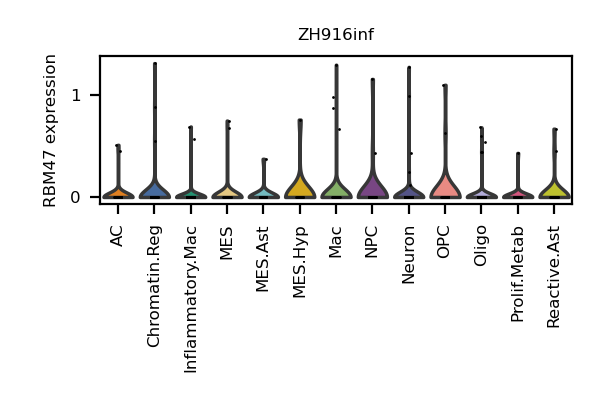 ZH916inf
RBM47 expression
1
0
AC
Chromatin.Reg
Inflammatory.Mac
MES
MES.Ast
MES.Hyp
Mac
NPC
Neuron
OPC
Oligo
Prolif.Metab
Reactive.Ast